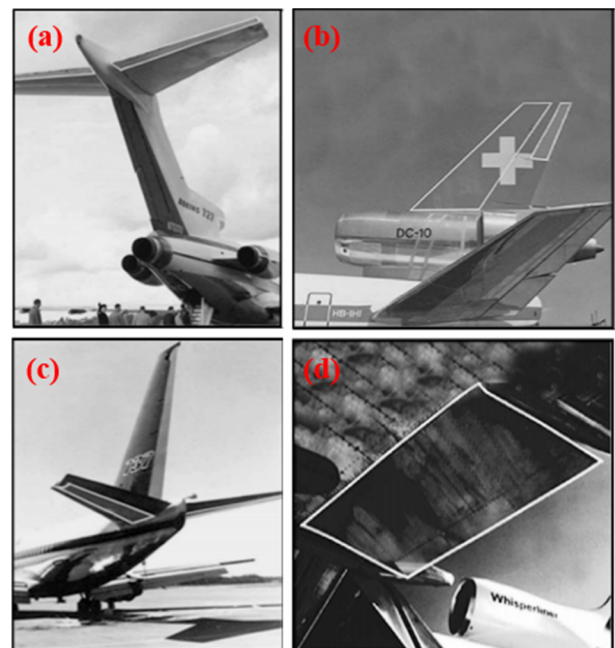 (a)
(b)
BOEING 727
DC-10
HB-IHI
(c)
(d)
Whisperliner